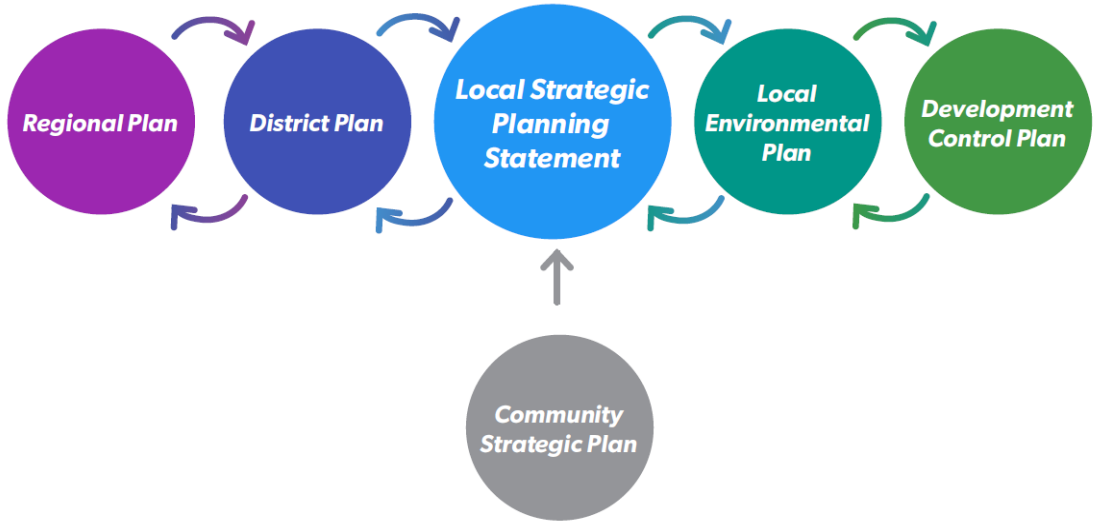 Regional Plan
District Plan
Local Strategic
Planning
Statement
Local
Environmental
Plan
Development
Control Plan
Community
Strategic Plan